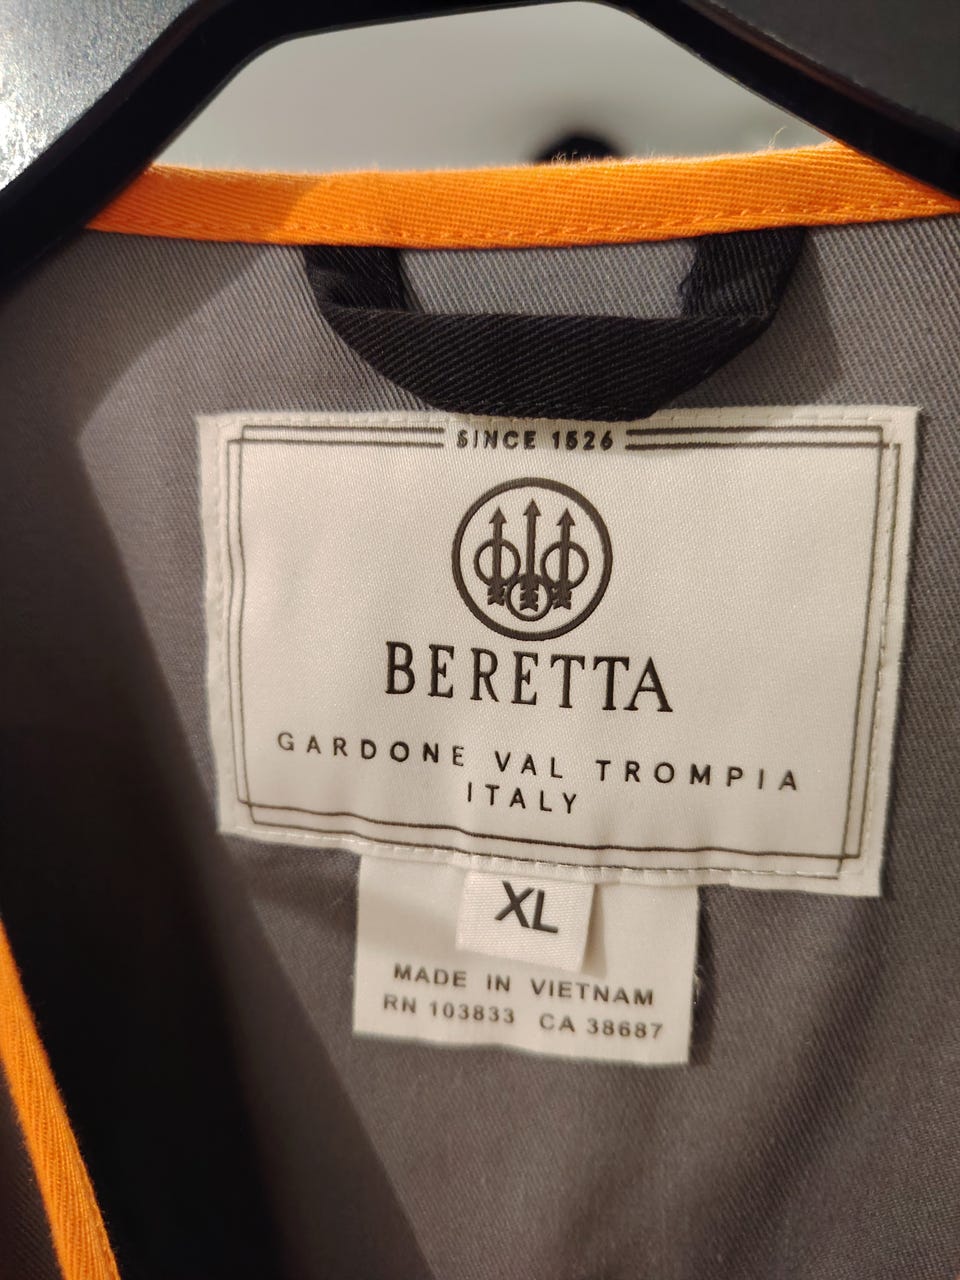 SINCE 1526
BERETTA
GARDONE VAL TROMPIA
ITALY
XL
MADE IN VIETNAM
RN 103833 CA 38687